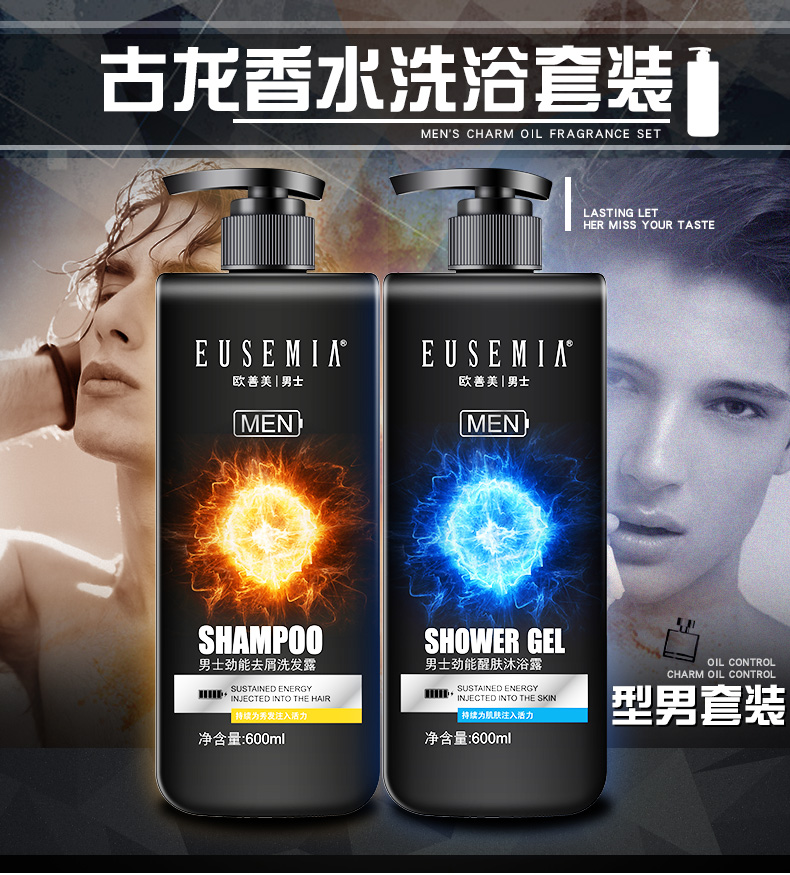 古龙香水洗浴套装
MEN'S CHARM OIL FRAGRANCE SET
LASTING LET
HER MISS YOUR TASTE
EUSEMIA®
欧善美|男士
MEN
SHAMPOO
男士劲能去屑洗发露
SUSTAINED ENERGY
INJECTED INTO THE HAIR
持续为秀发注入活力
净含量:600ml
EUSEMIA®
欧善美|男士
MEN
SHOWER GEL
男士劲能醒肤沐浴露
SUSTAINED ENERGY
INJECTED INTO THE SKIN
持续为肌肤注入活力
净含量:600ml
OIL CONTROL
CHARM OIL CONTROL
型男套装